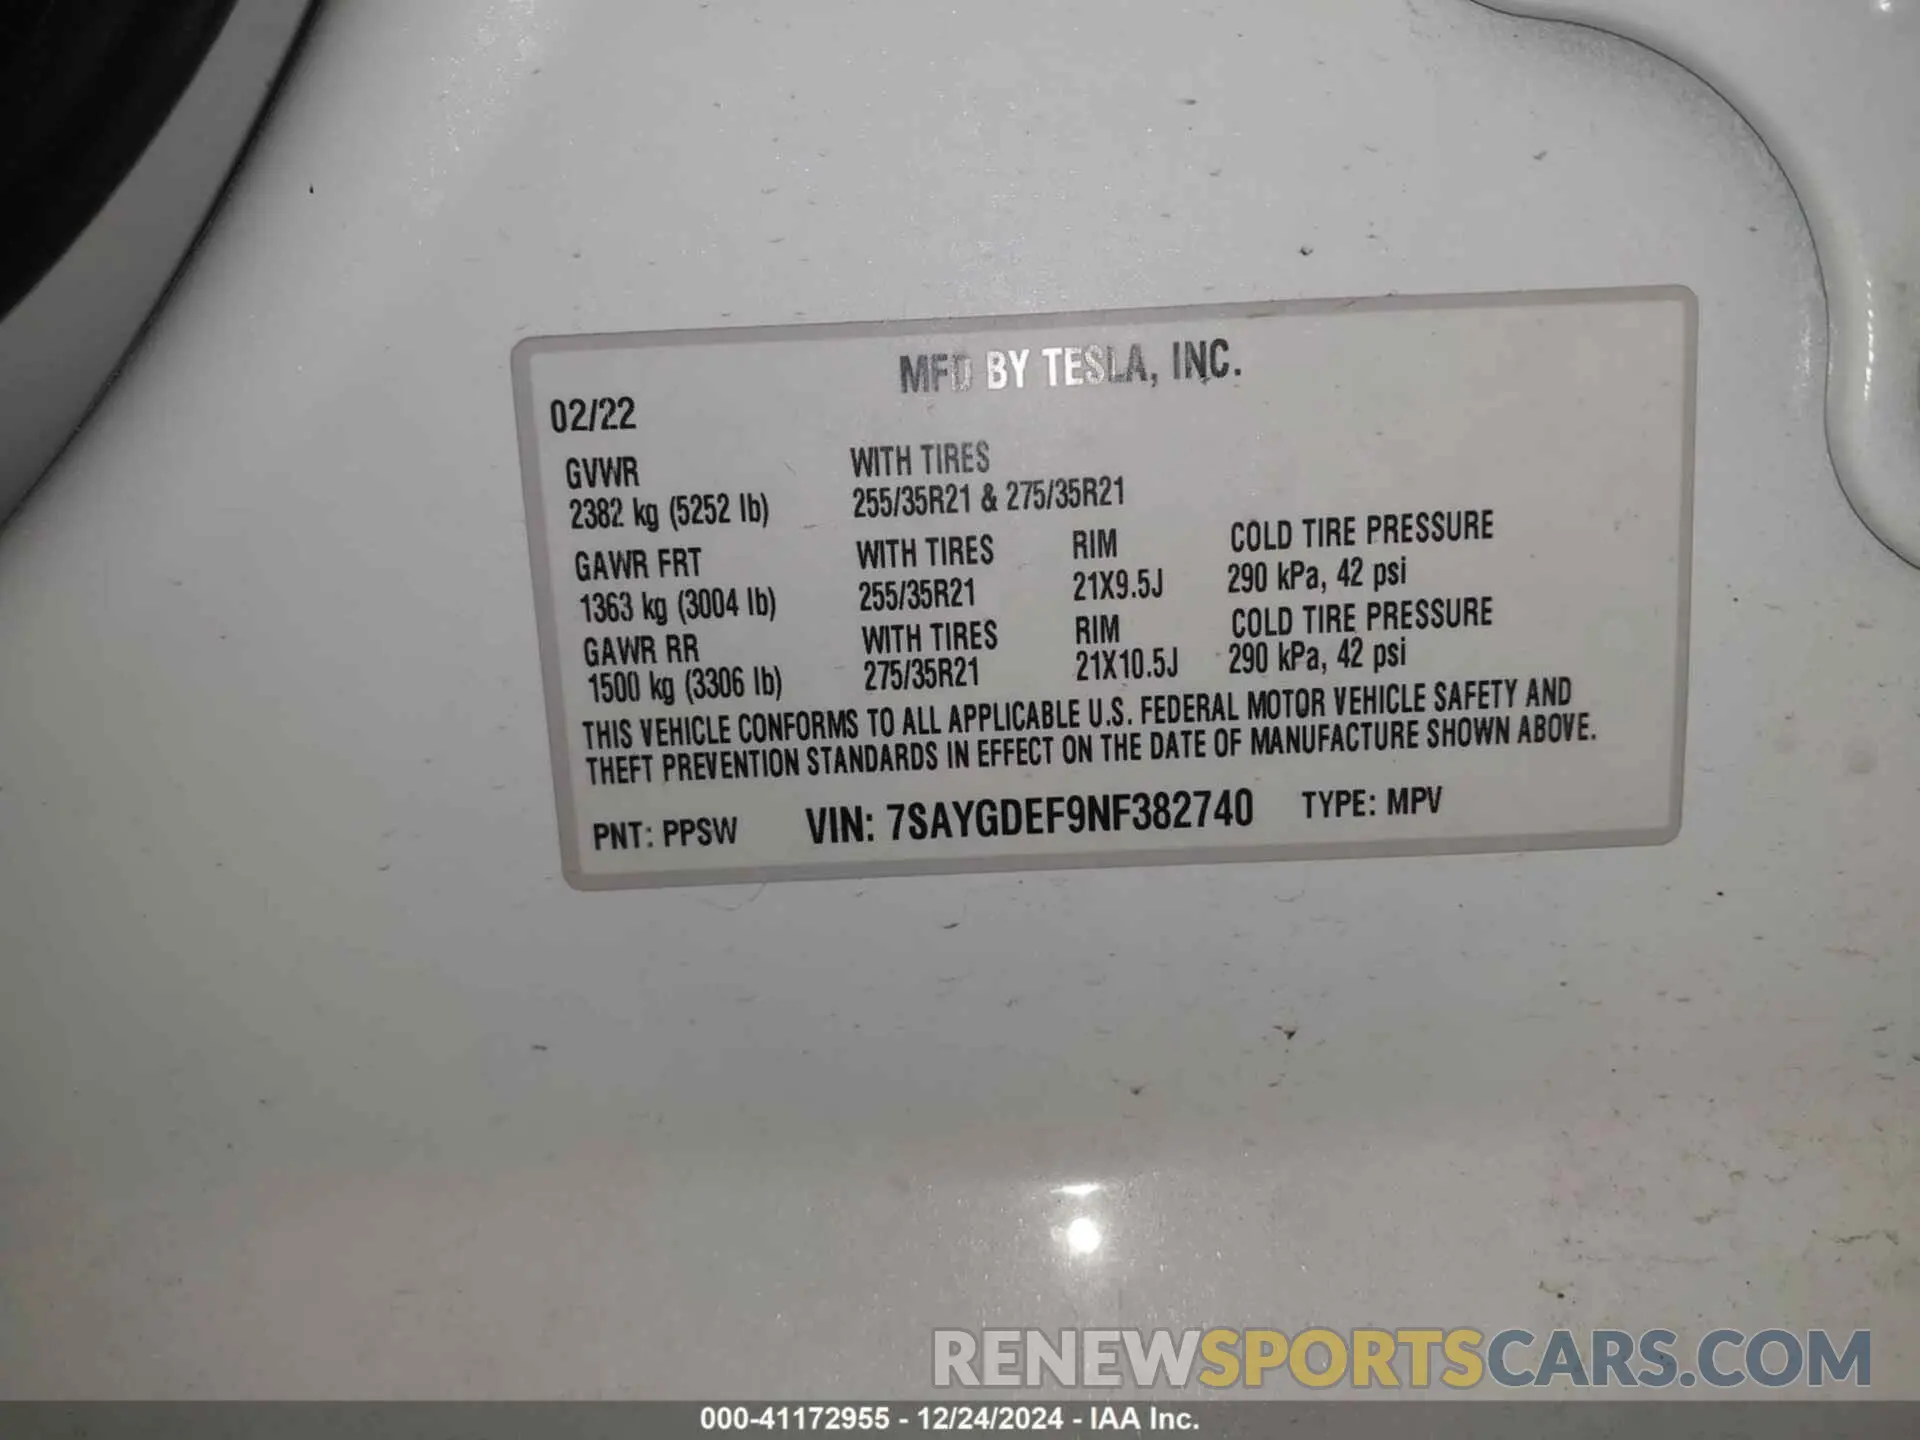 MFD BY TESLA, INC.
02/22
GVWR WITH TIRES
2382 kg (5252 lb) 255/35R21 & 275/35R21
GAWR FRT WITH TIRES RIM COLD TIRE PRESSURE
1363 kg (3004 lb) 255/35R21 21X9.5J 290 kPa, 42 psi
GAWR RR WITH TIRES RIM COLD TIRE PRESSURE
1500 kg (3306 lb) 275/35R21 21X10.5J 290 kPa, 42 psi
THIS VEHICLE CONFORMS TO ALL APPLICABLE U.S. FEDERAL MOTOR VEHICLE SAFETY AND
THEFT PREVENTION STANDARDS IN EFFECT ON THE DATE OF MANUFACTURE SHOWN ABOVE.
PNT: PPSW VIN: 7SAYGDEF9NF382740 TYPE: MPV
RENEWSPORTSCARS.COM
000-41172955 - 12/24/2024 - IAA Inc.